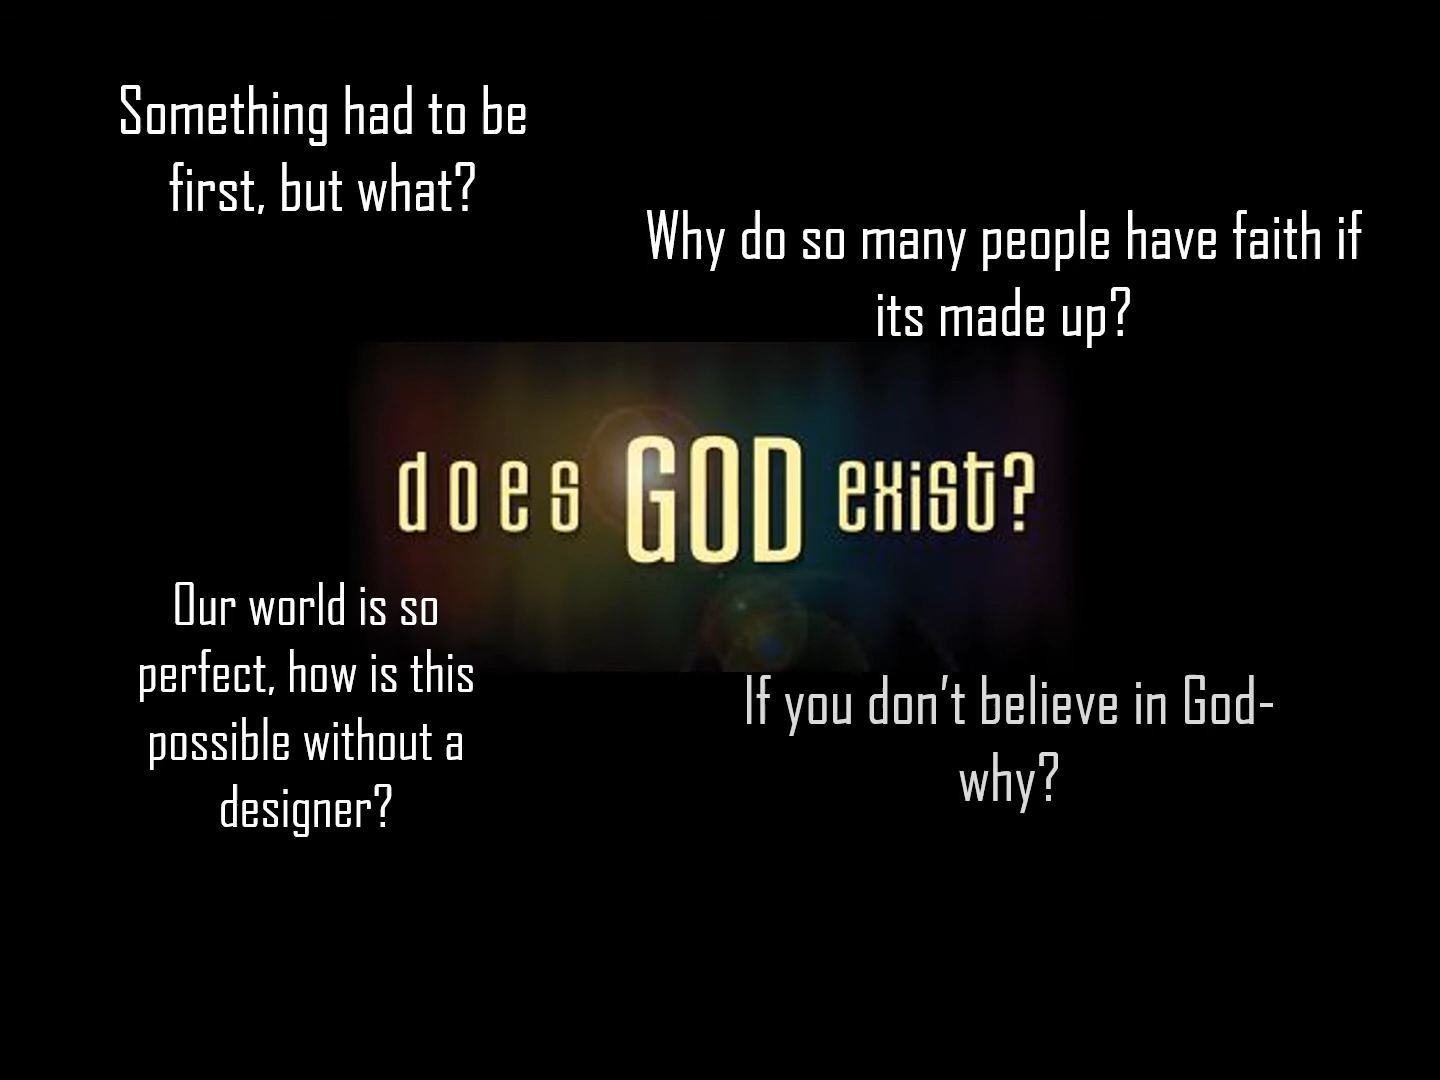 Something had to be
first, but what?
Why do so many people have faith if
its made up?
does GOD exist?
Our world is so
perfect, how is this
possible without a
designer?
If you don’t believe in God-
why?